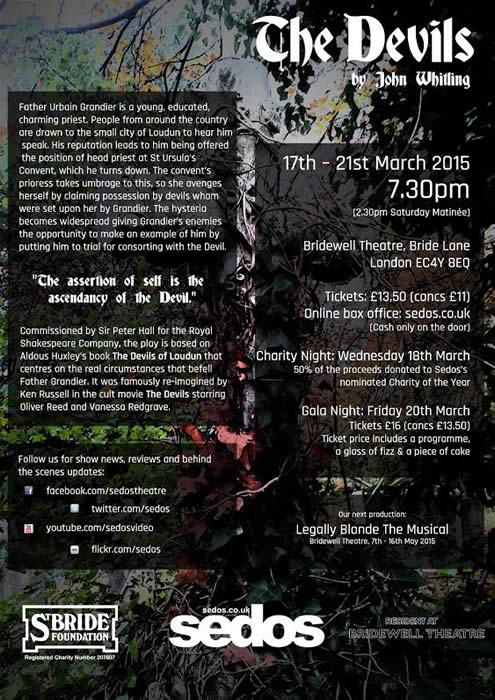 The Devils
by John Whiting
Father Urbain Grandier is a young, educated,
charming priest. People from around the country
are drawn to the small city of Loudun to hear him
speak. His reputation leads to him being offered
the position of head priest at St Ursula's
Convent, which he turns down. The convent's
prioress takes umbrage to this, so she avenges
herself by claiming possession by devils whom
were set upon her by Grandier. The hysteria
becomes widespread giving Grandier's enemies
the opportunity to make an example of him by
putting him to trial for consorting with the Devil.
"The assertion of self is the
ascendancy of the Devil."
Commissioned by Sir Peter Hall for the Royal
Shakespeare Company, the play is based on
Aldous Huxley's book The Devils of Loudun that
centres on the real circumstances that befell
Father Grandier. It was famously re-imagined by
Ken Russell in the cult movie The Devils starring
Oliver Reed and Vanessa Redgrave.
Follow us for show news, reviews and behind
the scenes updates:
facebook.com/sedostheatre
twitter.com/sedos
youtube.com/sedosvideo
flickr.com/sedos
17th - 21st March 2015
7.30pm
(2.30pm Saturday Matinée)
Bridewell Theatre, Bride Lane
London EC4Y 8EQ
Tickets: £13.50 (concs £11)
Online box office: sedos.co.uk
(Cash only on the door)
Charity Night: Wednesday 18th March
50% of the proceeds donated to Sedos's
nominated Charity of the Year
Gala Night: Friday 20th March
Tickets £16 (concs £13.50)
Ticket price includes a programme,
a glass of fizz & a piece of cake
Our next production:
Legally Blonde The Musical
Bridewell Theatre, 7th - 16th May 2015
ST BRIDE
FOUNDATION
Registered Charity Number 207607
sedos.co.uk
sedos
RESIDENT AT
BRIDEWELL THEATRE